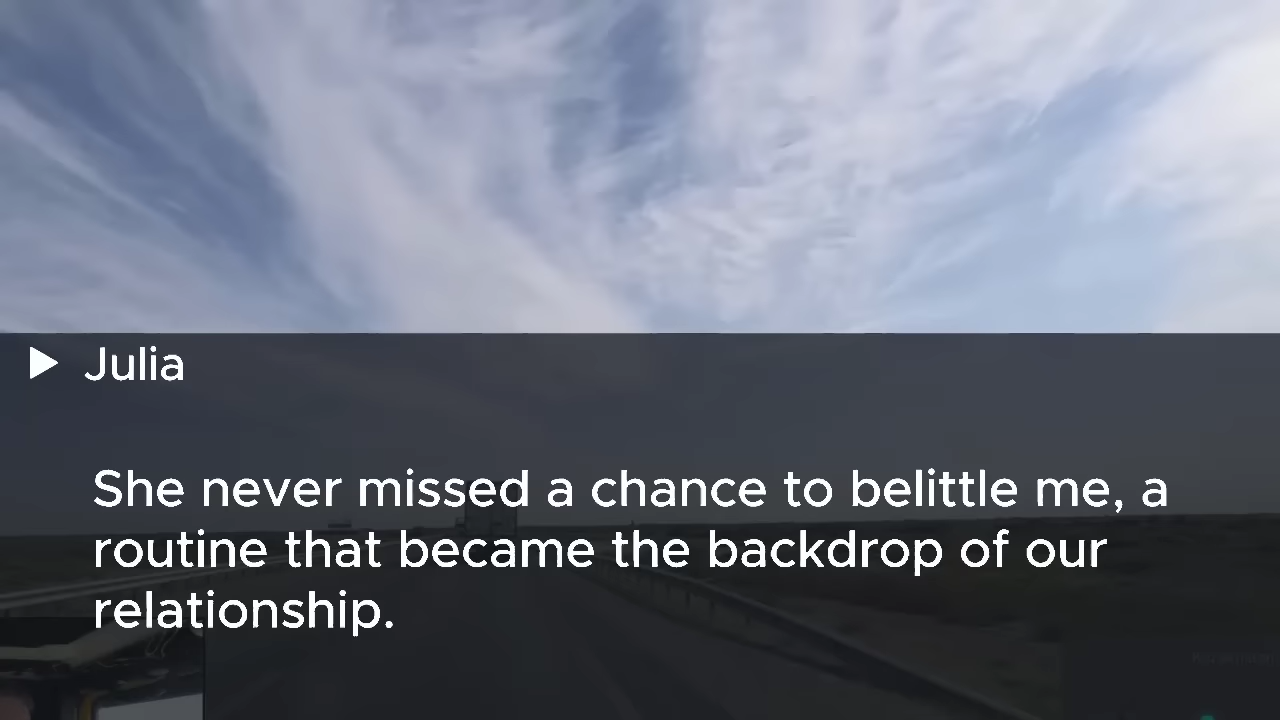 Julia
She never missed a chance to belittle me, a
routine that became the backdrop of our
relationship.